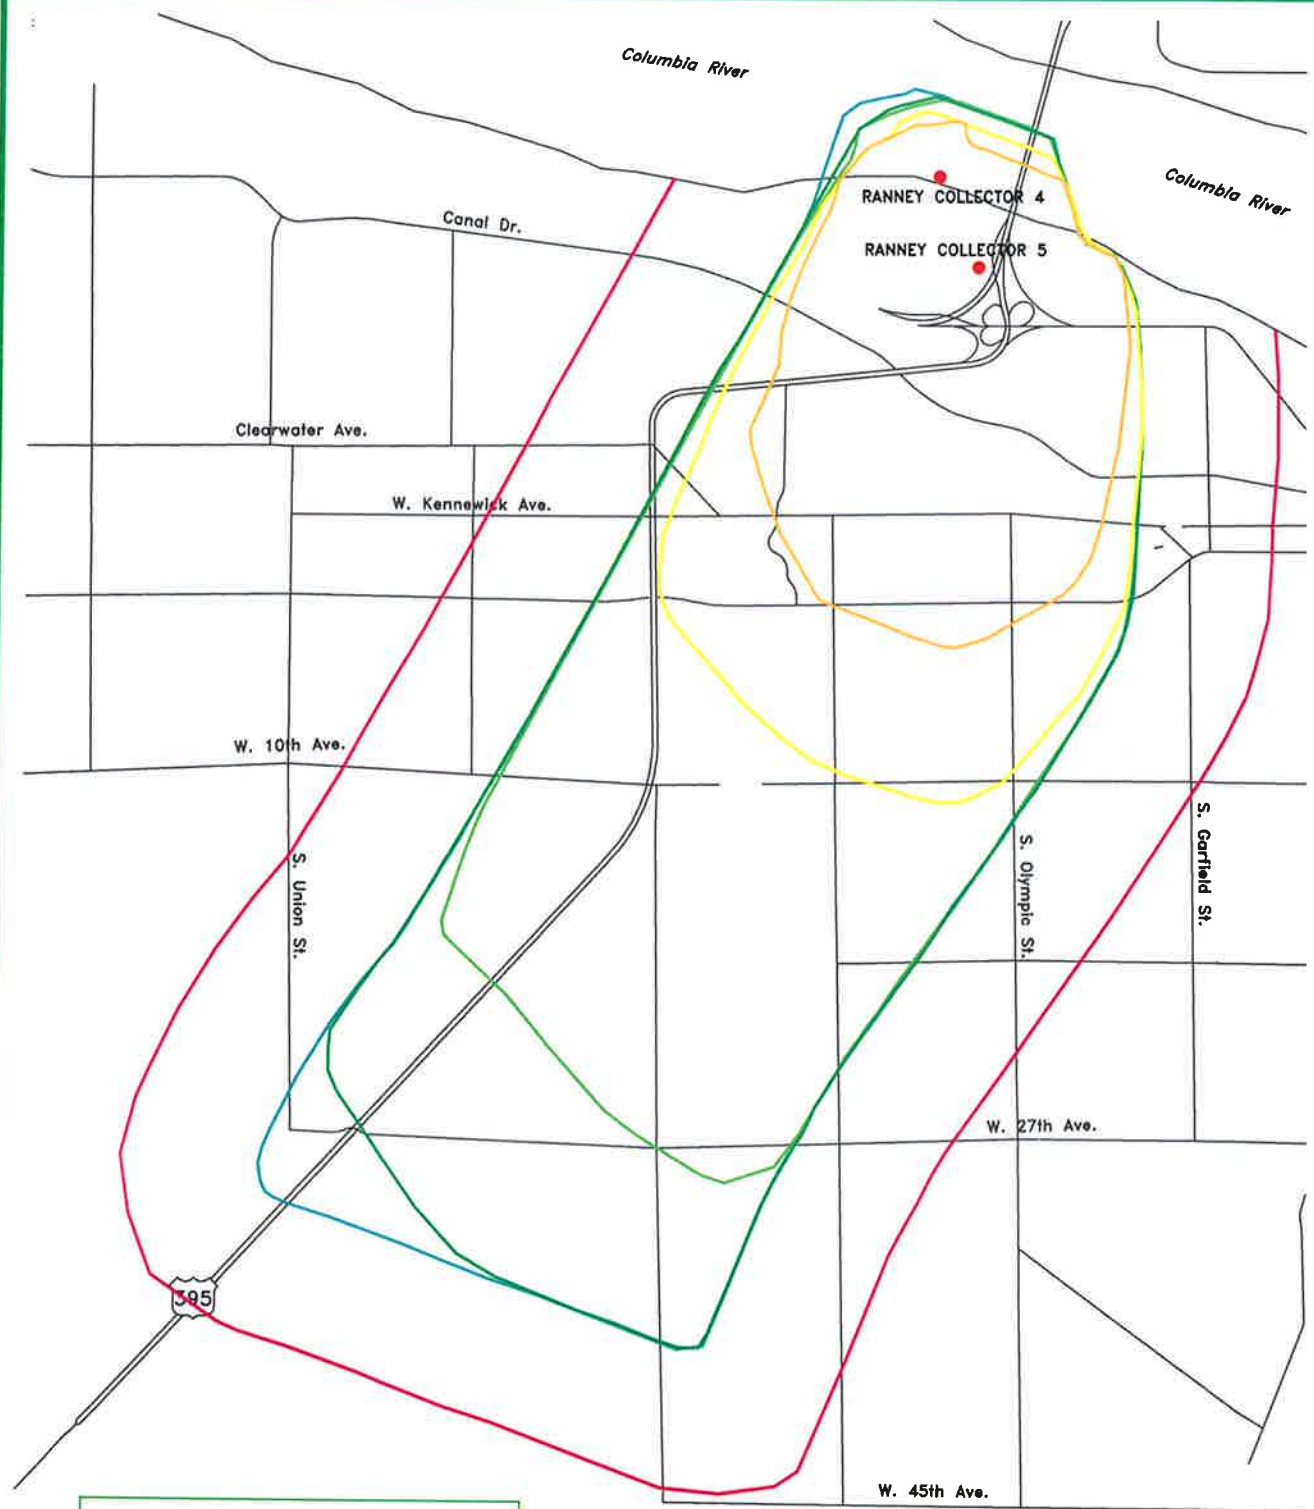 Columbia River
Columbia River
RANNEY COLLECTOR 4
Canal Dr.
RANNEY COLLECTOR 5
Clearwater Ave.
W. Kennewick Ave.
W. 10th Ave.
S. Union St.
S. Olympic St.
S. Garfield St.
W. 27th Ave.
395
W. 45th Ave.